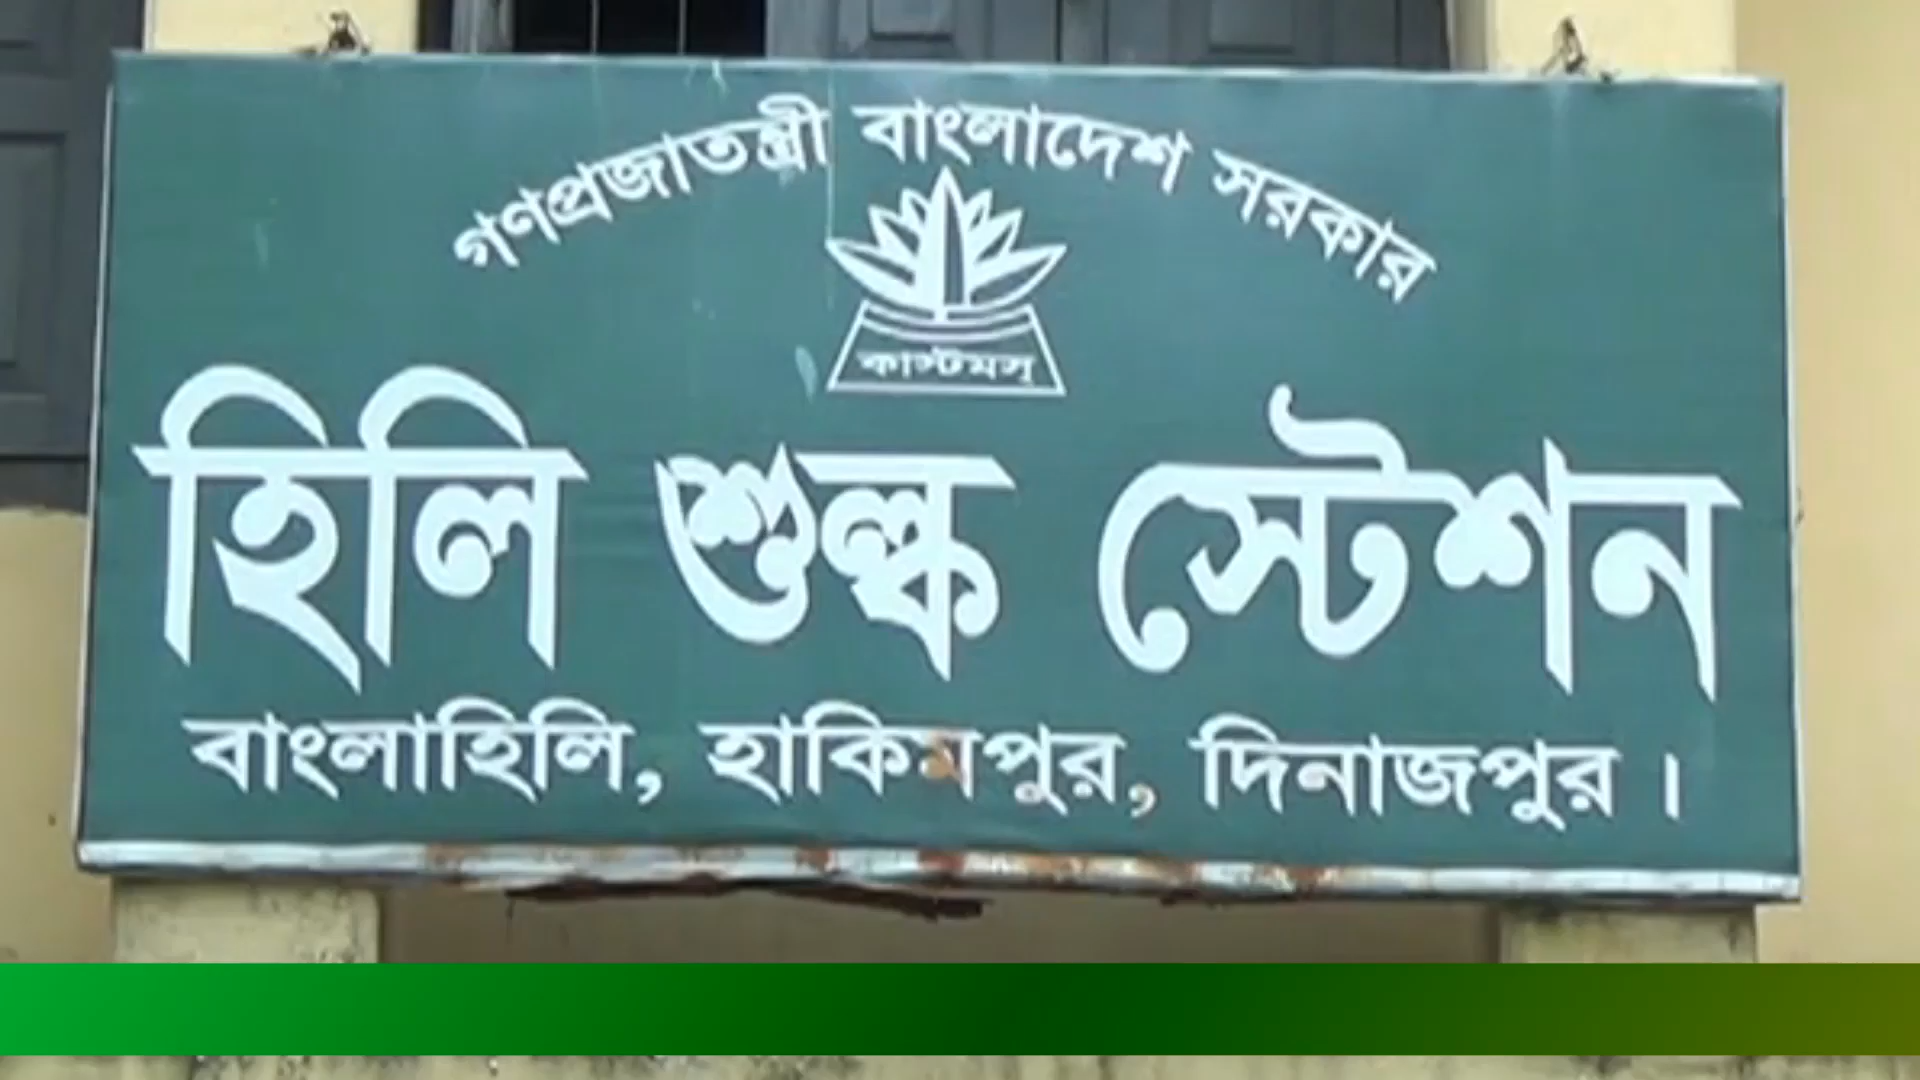 গণপ্রজাতন্ত্রী বাংলাদেশ সরকার
কাস্টমস্
হিলি শুল্ক স্টেশন
বাংলাহিলি, হাকিমপুর, দিনাজপুর ।